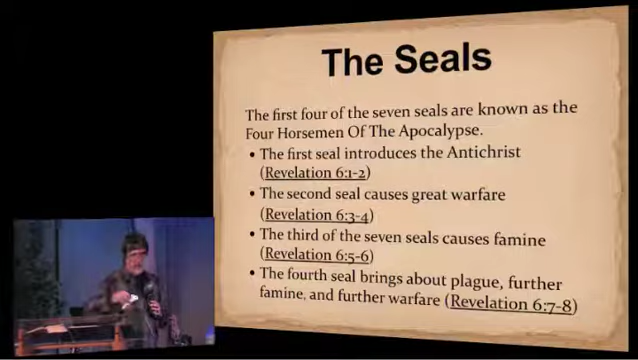 The Seals
The first four of the seven seals are known as the
Four Horsemen Of The Apocalypse.
• The first seal introduces the Antichrist
(Revelation 6:1-2)
• The second seal causes great warfare
(Revelation 6:3-4)
• The third of the seven seals causes famine
(Revelation 6:5-6)
• The fourth seal brings about plague, further
famine, and further warfare (Revelation 6:7-8)